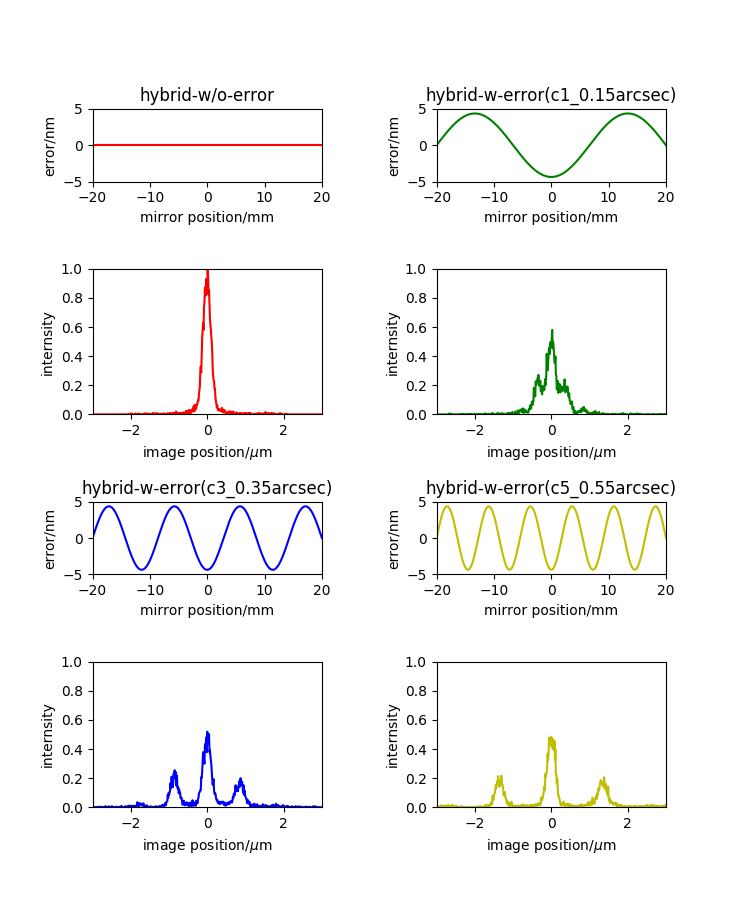 hybrid-w/o-error
hybrid-w-error(c1_0.15arcsec)
5
0
−5
error/nm
−20 −10 0 10 20
mirror position/mm
5
0
−5
error/nm
−20 −10 0 10 20
mirror position/mm
1.0
0.8
0.6
0.4
0.2
0.0
internsity
−2 0 2
image position/μm
1.0
0.8
0.6
0.4
0.2
0.0
internsity
−2 0 2
image position/μm
hybrid-w-error(c3_0.35arcsec)
hybrid-w-error(c5_0.55arcsec)
5
0
−5
error/nm
−20 −10 0 10 20
mirror position/mm
5
0
−5
error/nm
−20 −10 0 10 20
mirror position/mm
1.0
0.8
0.6
0.4
0.2
0.0
internsity
−2 0 2
image position/μm
1.0
0.8
0.6
0.4
0.2
0.0
internsity
−2 0 2
image position/μm